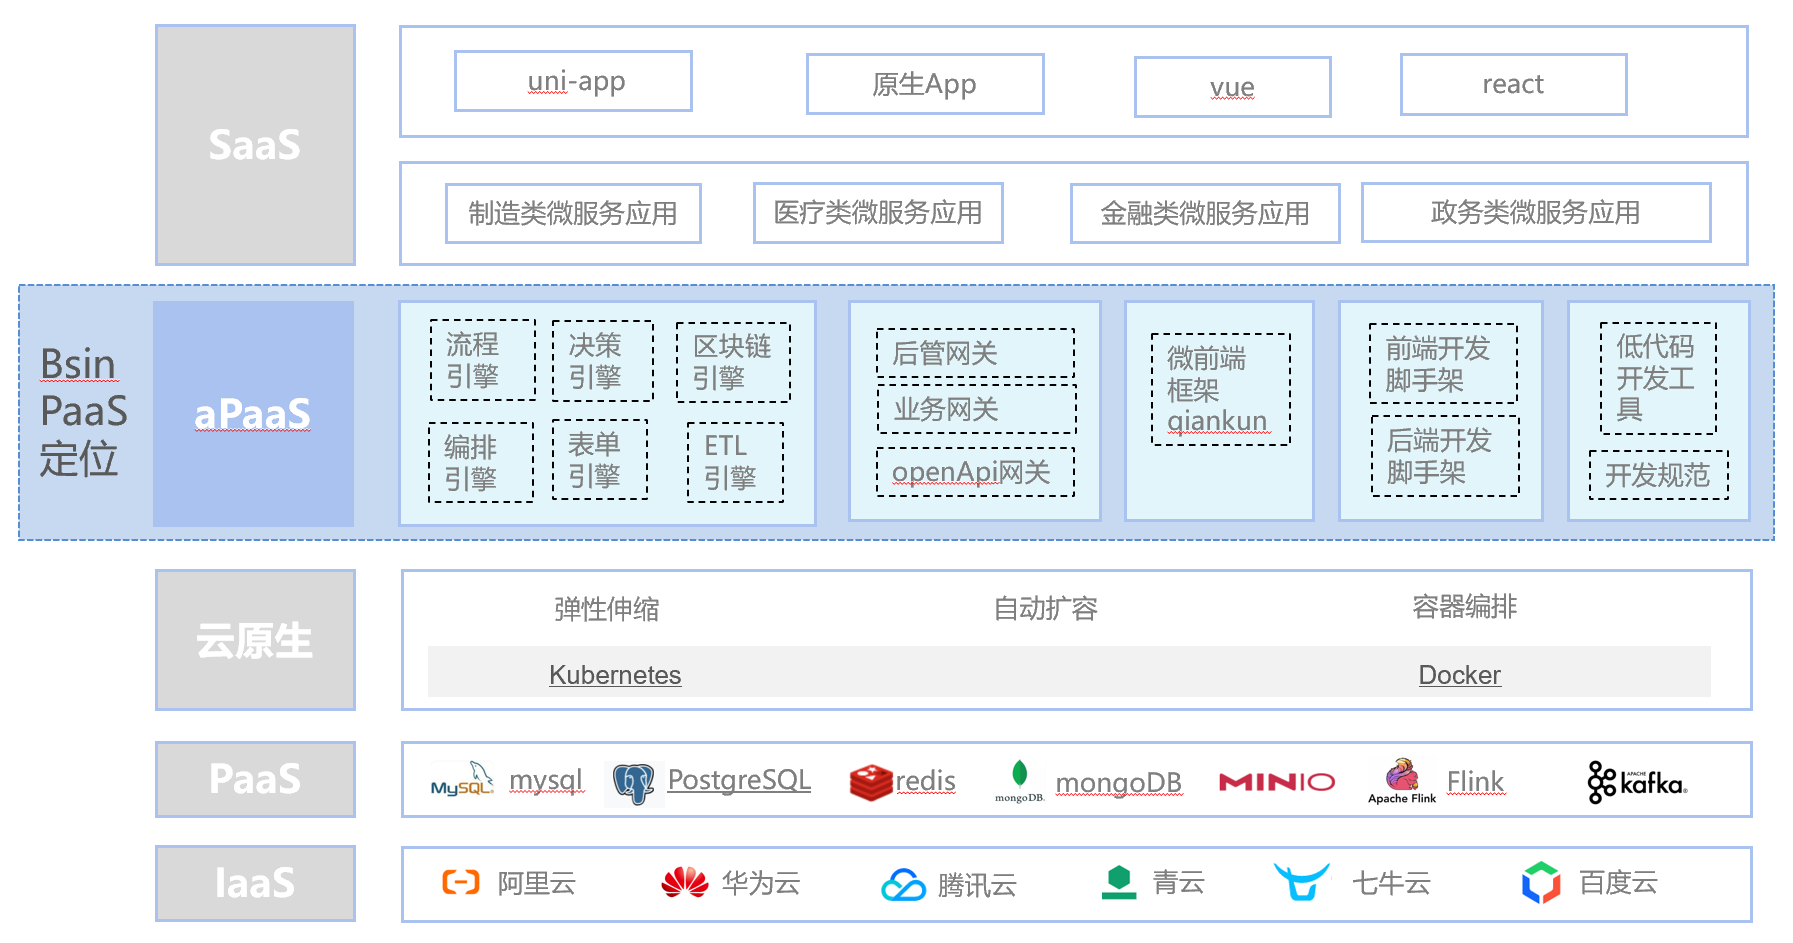 SaaS
uni-app
原生App
vue
react
制造类微服务应用
医疗类微服务应用
金融类微服务应用
政务类微服务应用
Bsin
PaaS
定位
aPaaS
流程
引擎
决策
引擎
区块链
引擎
编排
引擎
表单
引擎
ETL
引擎
后管网关
业务网关
openApi网关
微前端
框架
qiankun
前端开发
脚手架
后端开发
脚手架
低代码
开发工
具
开发规范
云原生
弹性伸缩
自动扩容
容器编排
Kubernetes
Docker
PaaS
MySQL®
mysql
PostgreSQL
redis
mongoDB.
mongoDB
MINIO
Apache Flink
Flink
APACHE
kafka®
IaaS
阿里云
华为云
腾讯云
青云
七牛云
百度云